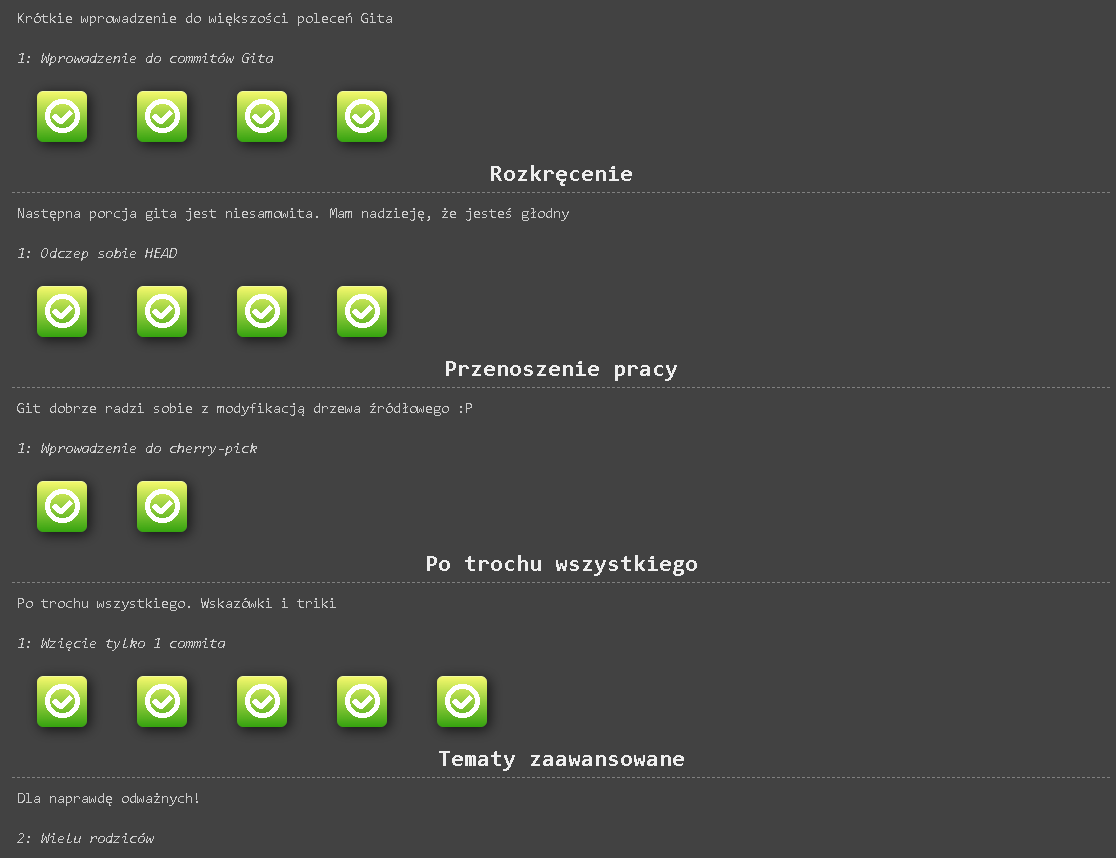 Krótkie wprowadzenie do większości poleceń Gita
1: Wprowadzenie do commitów Gita
Rozkręcenie
Następna porcja gita jest niesamowita. Mam nadzieję, że jesteś głodny
1: Odczep sobie HEAD
Przenoszenie pracy
Git dobrze radzi sobie z modyfikacją drzewa źródłowego :P
1: Wprowadzenie do cherry-pick
Po trochu wszystkiego
Po trochu wszystkiego. Wskazówki i triki
1: Wzięcie tylko 1 commita
Tematy zaawansowane
Dla naprawdę odważnych!
2: Wielu rodziców